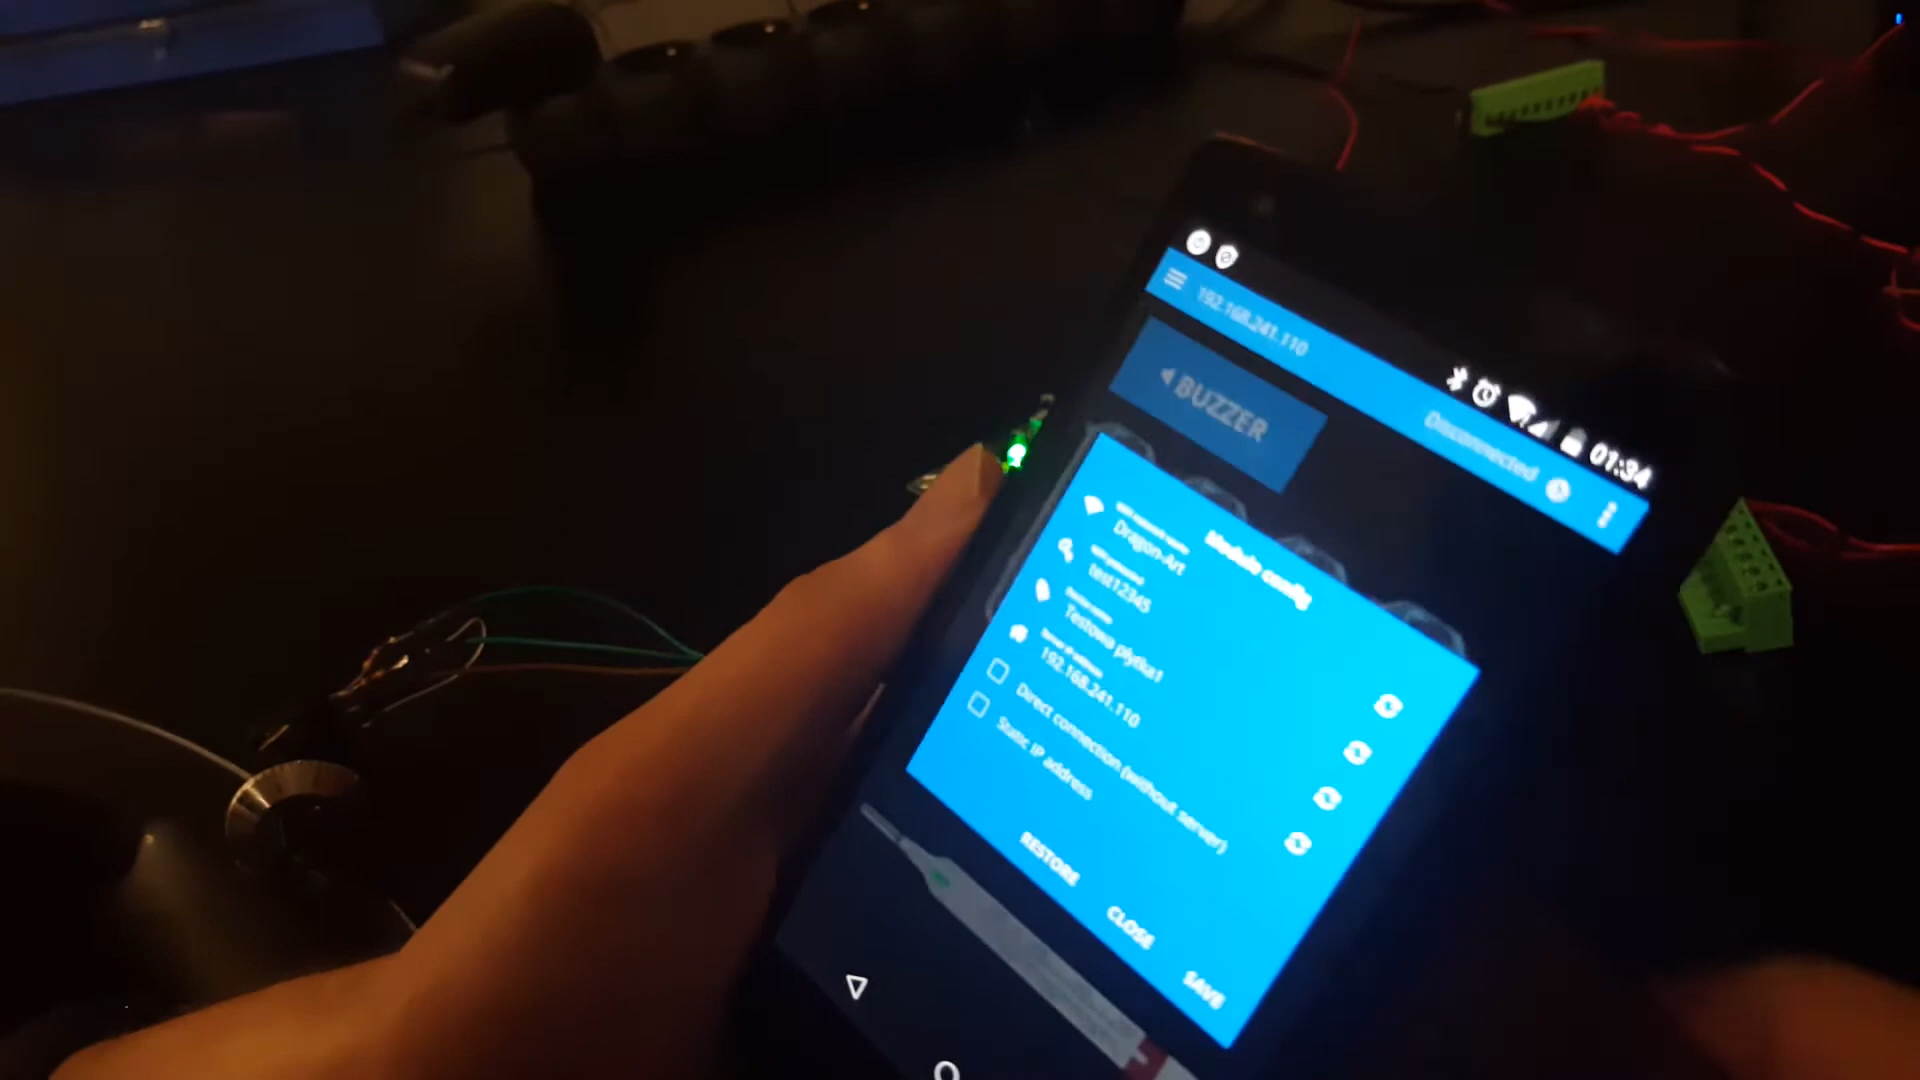 01:34
192.168.241.110
Disconnected
BUZZER
Module config
Dragon-Art
test12345
Testowa płytka1
192.168.241.110
Direct connection (without server)
Static IP address
RESTORE
CLOSE
SAVE